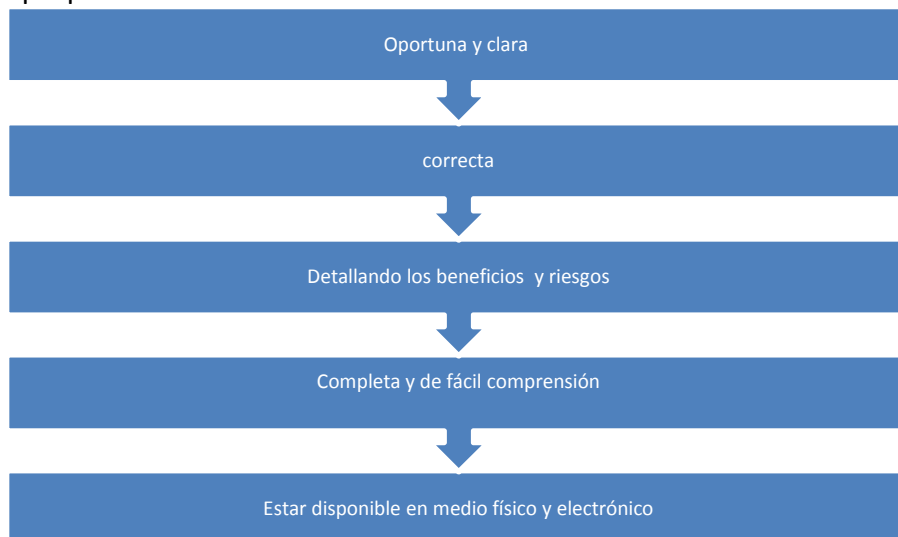 Oportuna y clara
correcta
Detallando los beneficios y riesgos
Completa y de fácil comprensión
Estar disponible en medio físico y electrónico